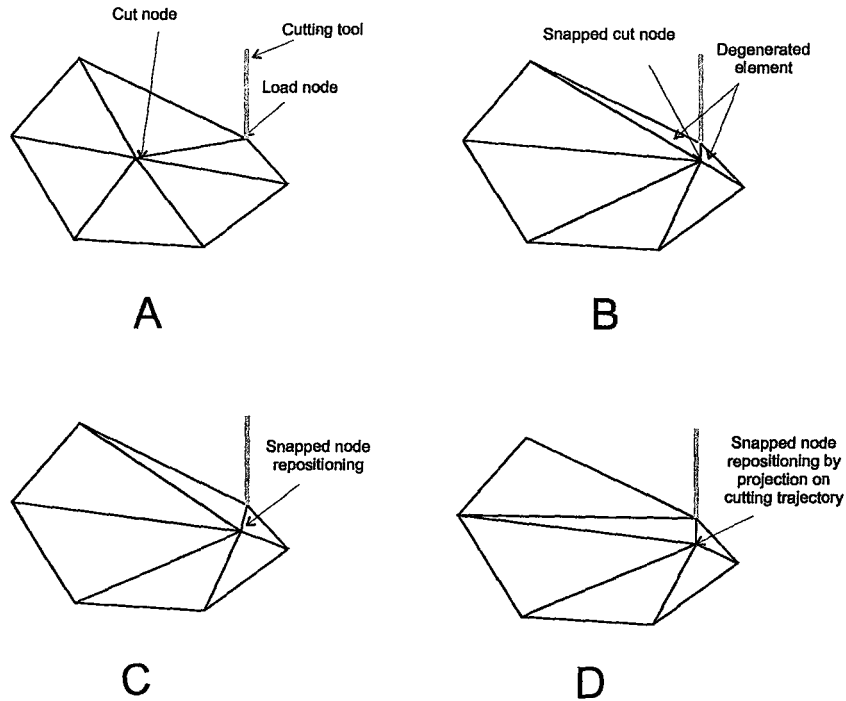 Cut node
Cutting tool
Load node
A
Snapped cut node
Degenerated
element
B
Snapped node
repositioning
C
Snapped node
repositioning by
projection on
cutting trajectory
D